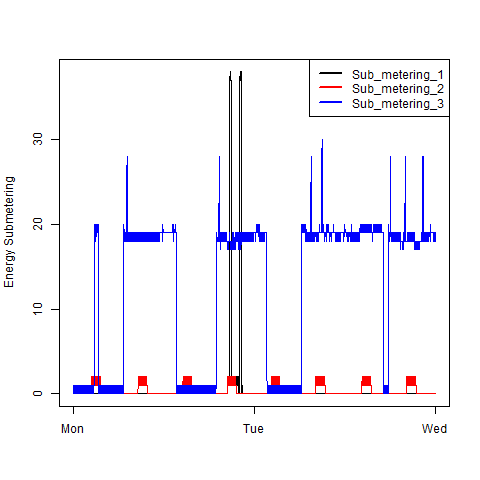 Sub_metering_1
Sub_metering_2
Sub_metering_3
Energy Submetering
30
20
10
0
Mon Tue Wed